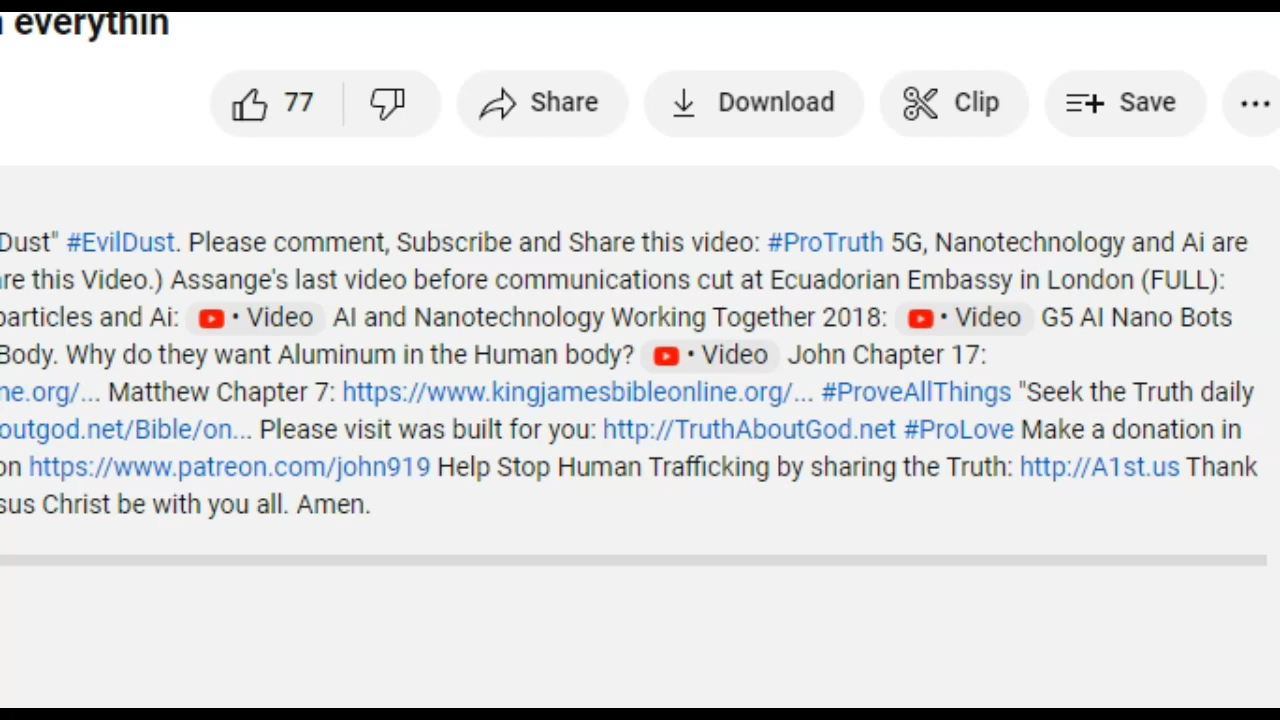 everythin
77 Share Download Clip Save ...
Dust" #EvilDust. Please comment, Subscribe and Share this video: #ProTruth 5G, Nanotechnology and Ai are
re this Video.) Assange's last video before communications cut at Ecuadorian Embassy in London (FULL):
particles and Ai: • Video AI and Nanotechnology Working Together 2018: • Video G5 AI Nano Bots
Body. Why do they want Aluminum in the Human body? • Video John Chapter 17:
ne.org/... Matthew Chapter 7: https://www.kingjamesbibleonline.org/... #ProveAllThings "Seek the Truth daily
outgod.net/Bible/on... Please visit was built for you: http://TruthAboutGod.net #ProLove Make a donation in
on https://www.patreon.com/john919 Help Stop Human Trafficking by sharing the Truth: http://A1st.us Thank
sus Christ be with you all. Amen.